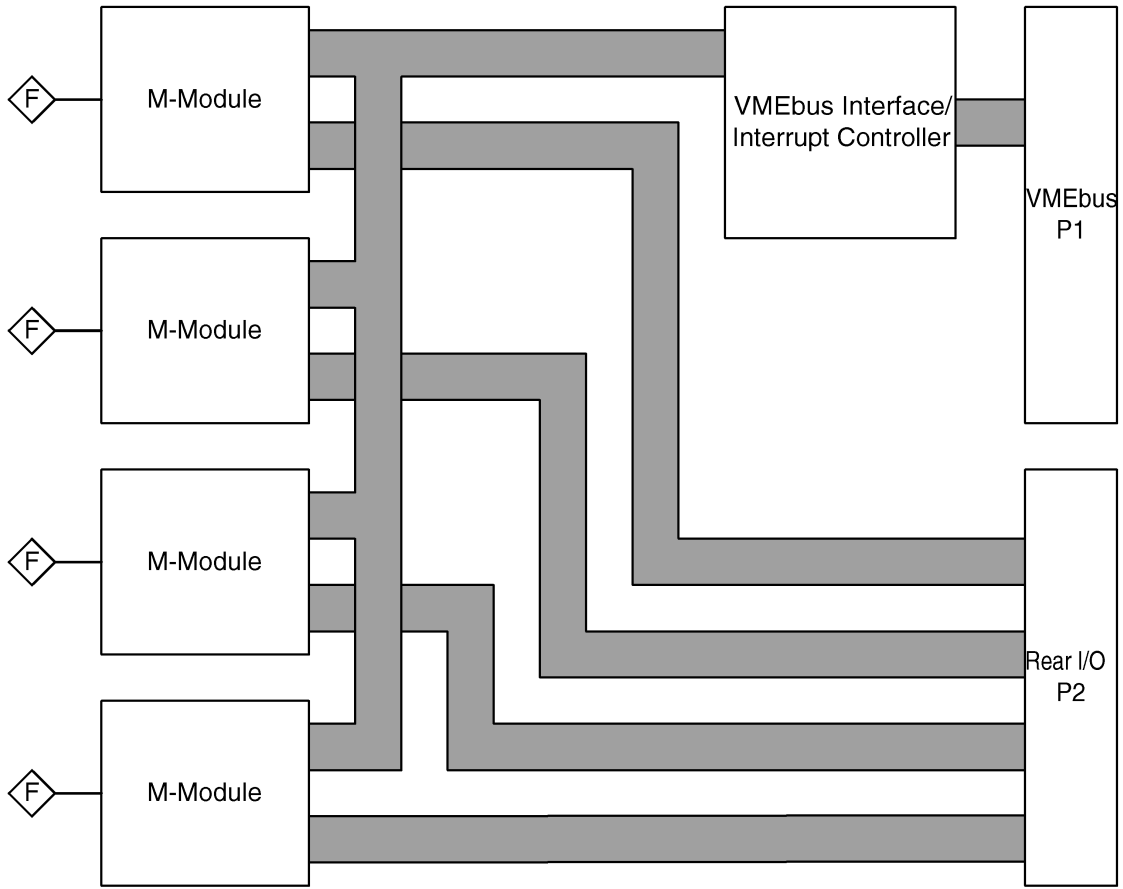 F
M-Module
VMEbus Interface/
Interrupt Controller
VMEbus
P1
F
M-Module
F
M-Module
Rear I/O
P2
F
M-Module